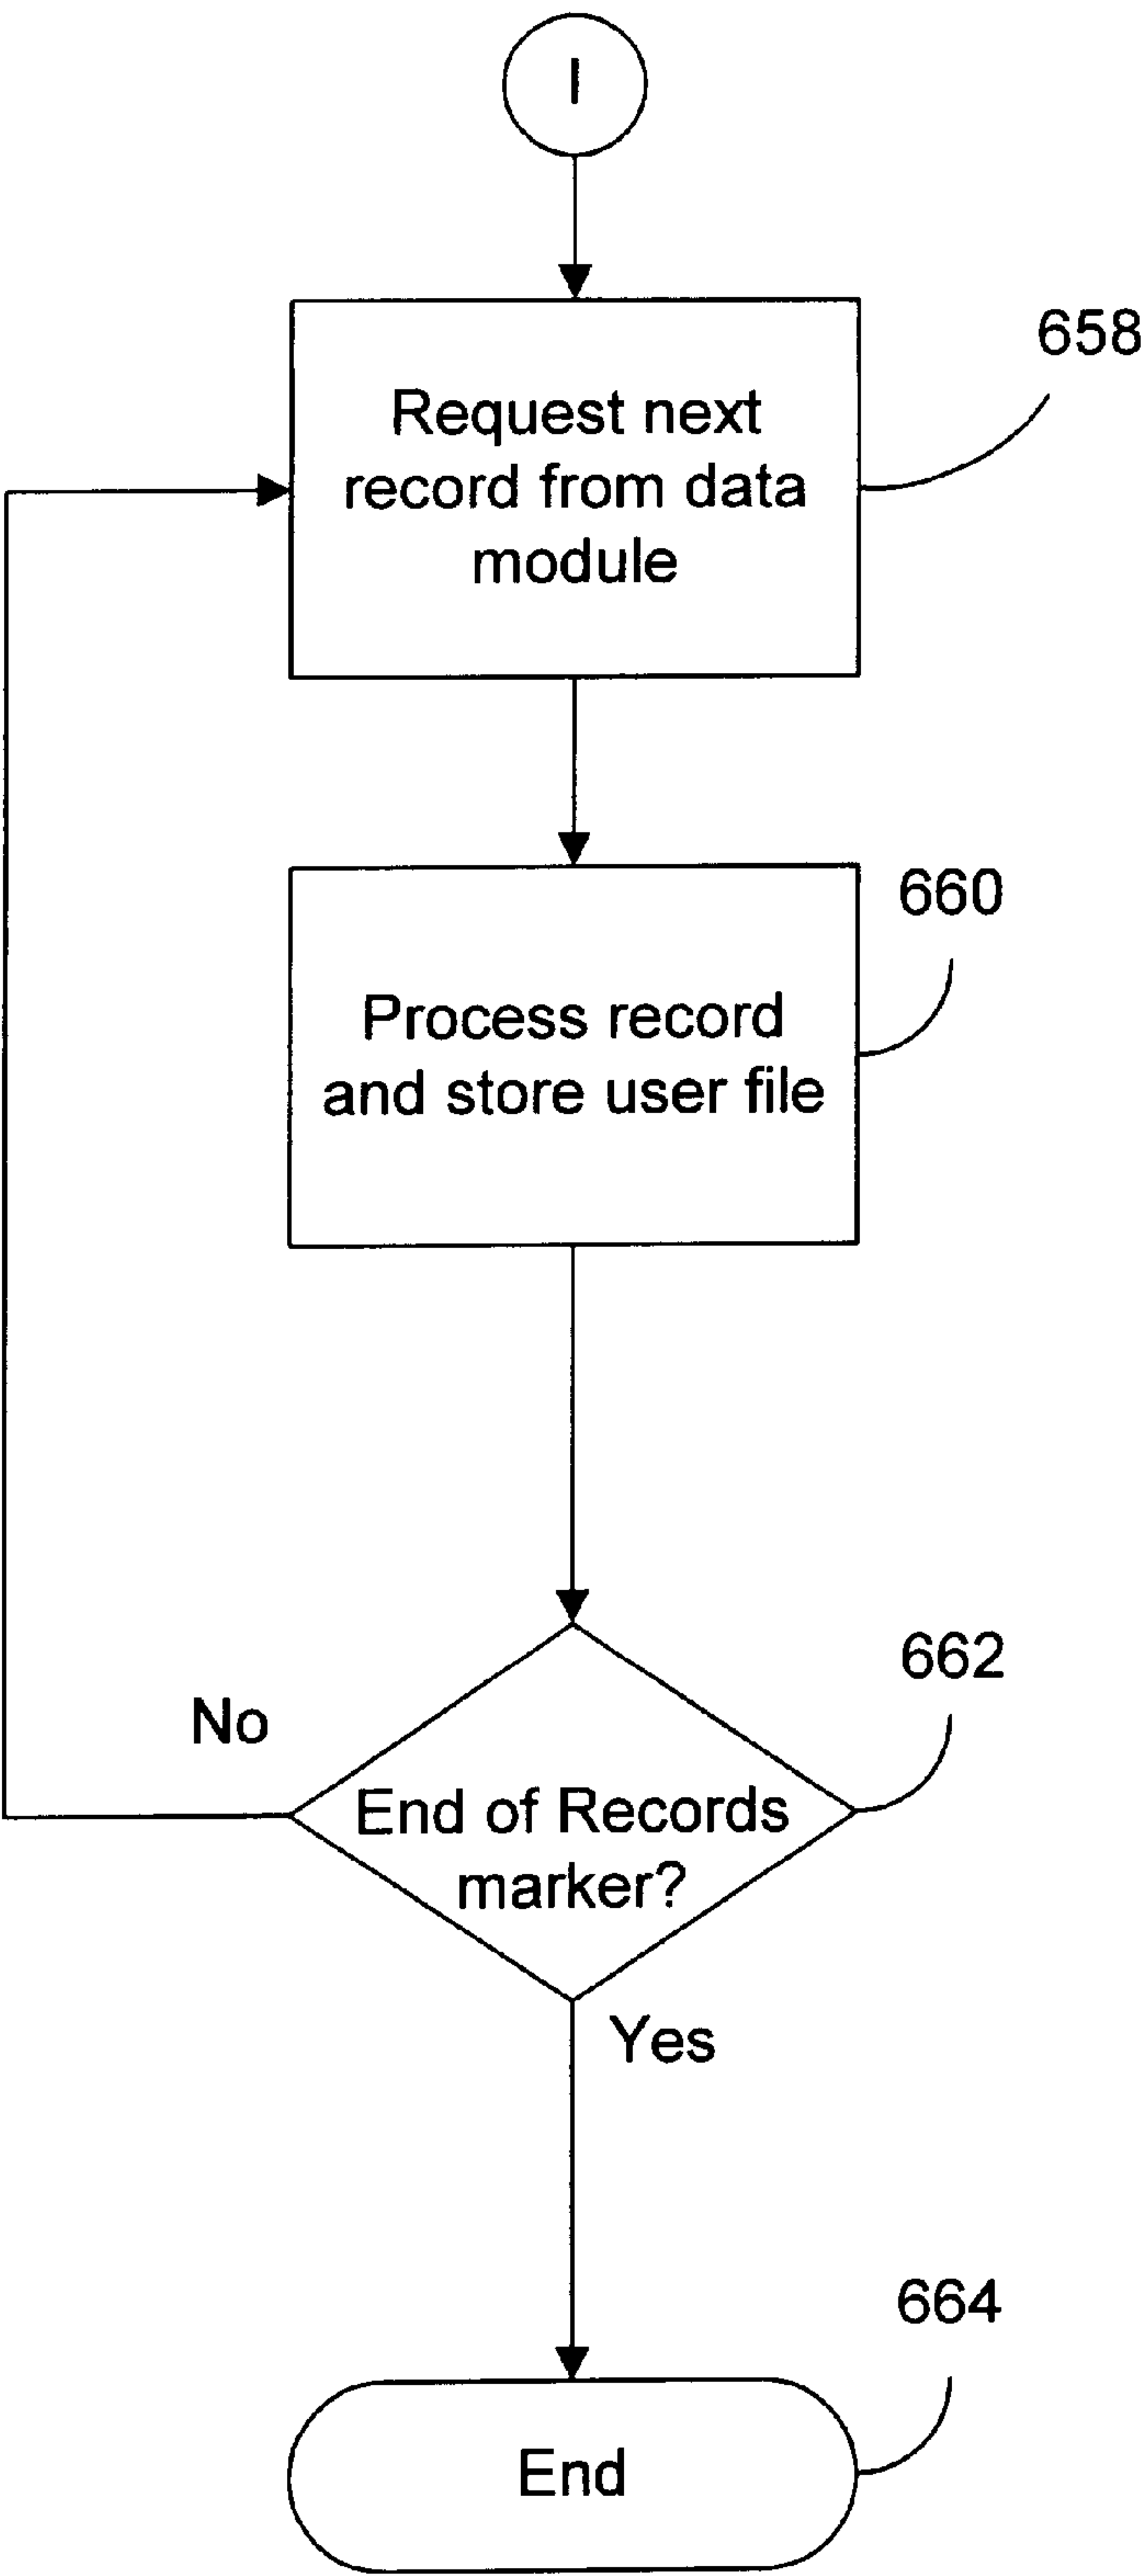 I
658
Request next
record from data
module
660
Process record
and store user file
662
No
End of Records
marker?
Yes
664
End